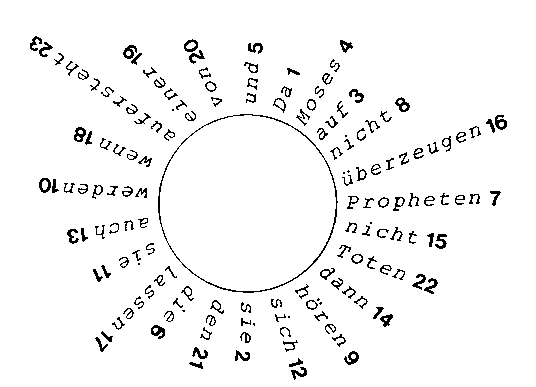 und 5
Da 1
Moses 4
auf 3
nicht 8
überzeugen 16
Propheten 7
nicht 15
Toten 22
dann 14
hören 9
sich 12
sie 2
den 21
die 6
lassen 17
sie 11
auch 13
werden 10
wenn 18
aufersteht 23
einer 19
von 20